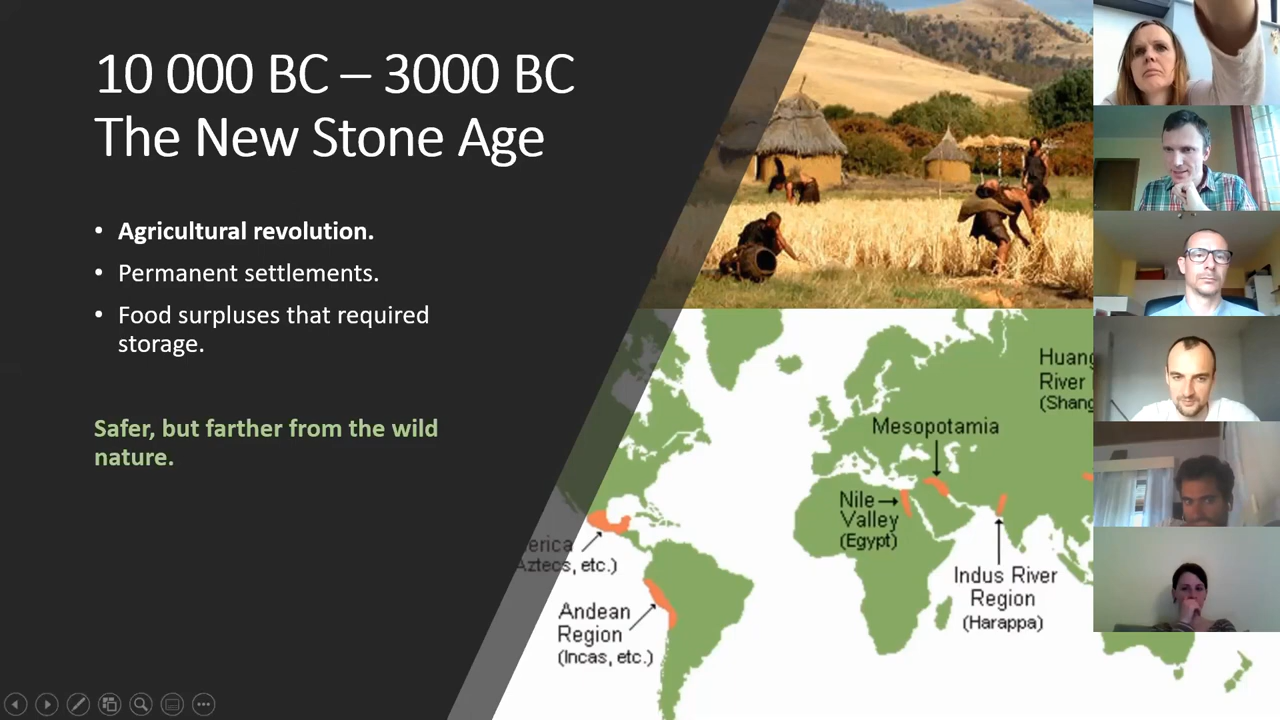 10 000 BC – 3000 BC
The New Stone Age
• Agricultural revolution.
• Permanent settlements.
• Food surpluses that required
storage.
Safer, but farther from the wild
nature.
Huang
River
(Shang
Mesopotamia
Nile
Valley
(Egypt)
Indus River
Region
(Harappa)
erica
Aztecs, etc.)
Andean
Region
(Incas, etc.)